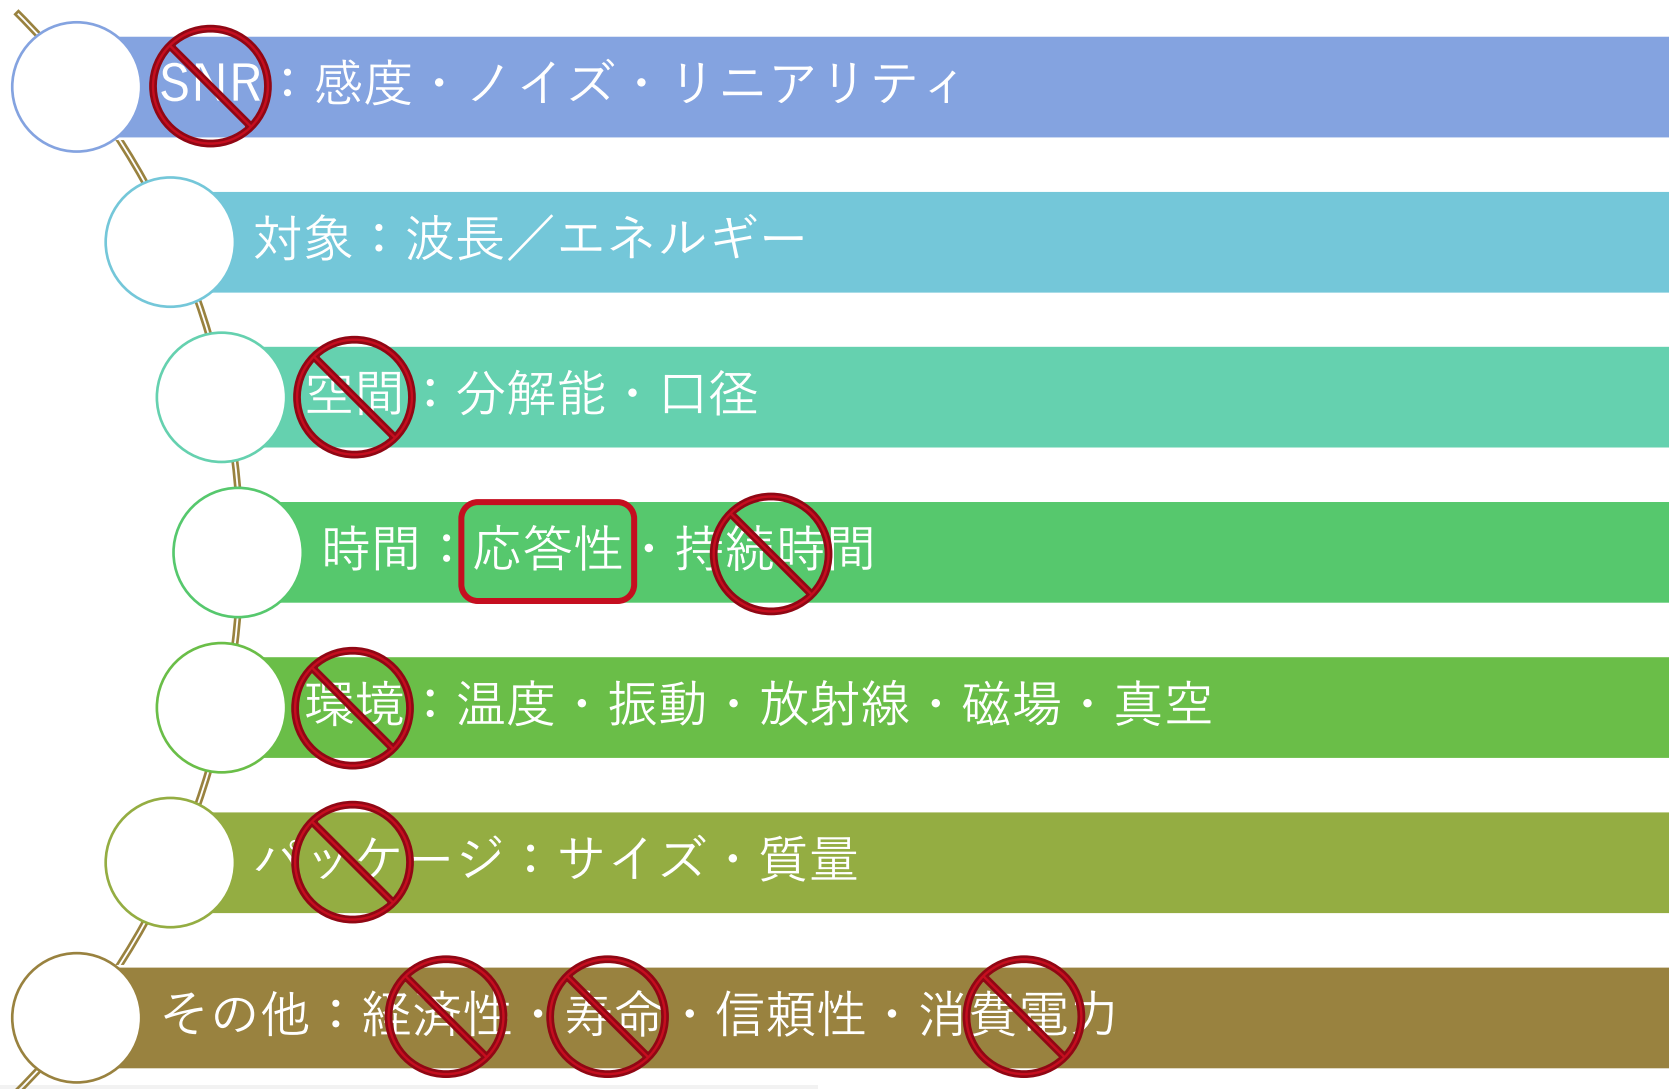 SNR：感度・ノイズ・リニアリティ
対象：波長／エネルギー
空間：分解能・口径
時間：応答性・持続時間
環境：温度・振動・放射線・磁場・真空
パッケージ：サイズ・質量
その他：経済性・寿命・信頼性・消費電力